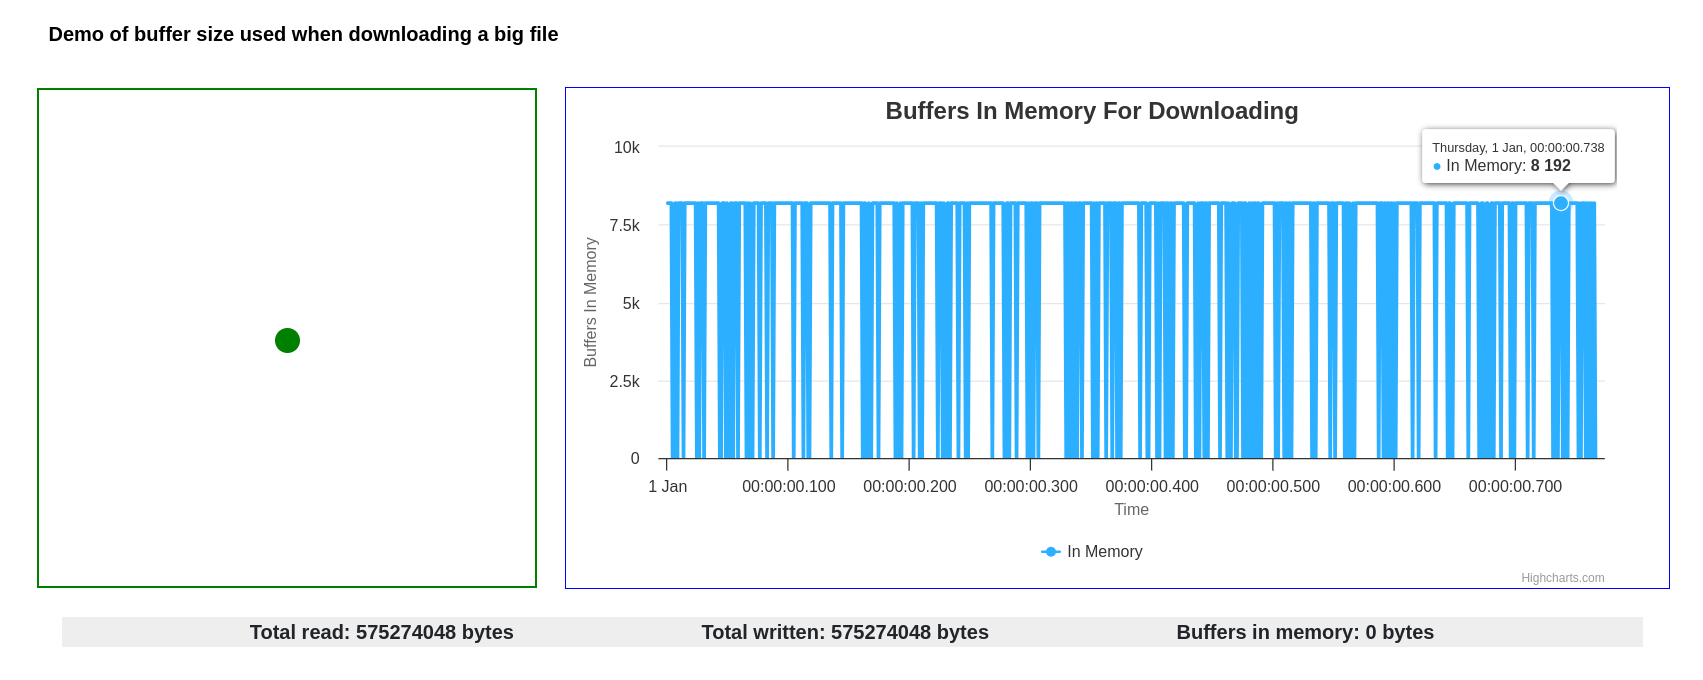 Demo of buffer size used when downloading a big file
Buffers In Memory For Downloading
Thursday, 1 Jan, 00:00:00.738
In Memory: 8 192
10k
7.5k
5k
2.5k
0
Buffers In Memory
1 Jan 00:00:00.100 00:00:00.200 00:00:00.300 00:00:00.400 00:00:00.500 00:00:00.600 00:00:00.700
Time
In Memory
Highcharts.com
Total read: 575274048 bytes Total written: 575274048 bytes Buffers in memory: 0 bytes